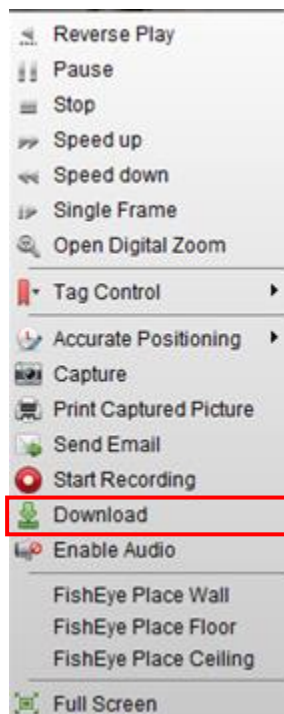 Reverse Play
Pause
Stop
Speed up
Speed down
Single Frame
Open Digital Zoom
Tag Control
Accurate Positioning
Capture
Print Captured Picture
Send Email
Start Recording
Download
Enable Audio
FishEye Place Wall
FishEye Place Floor
FishEye Place Ceiling
Full Screen